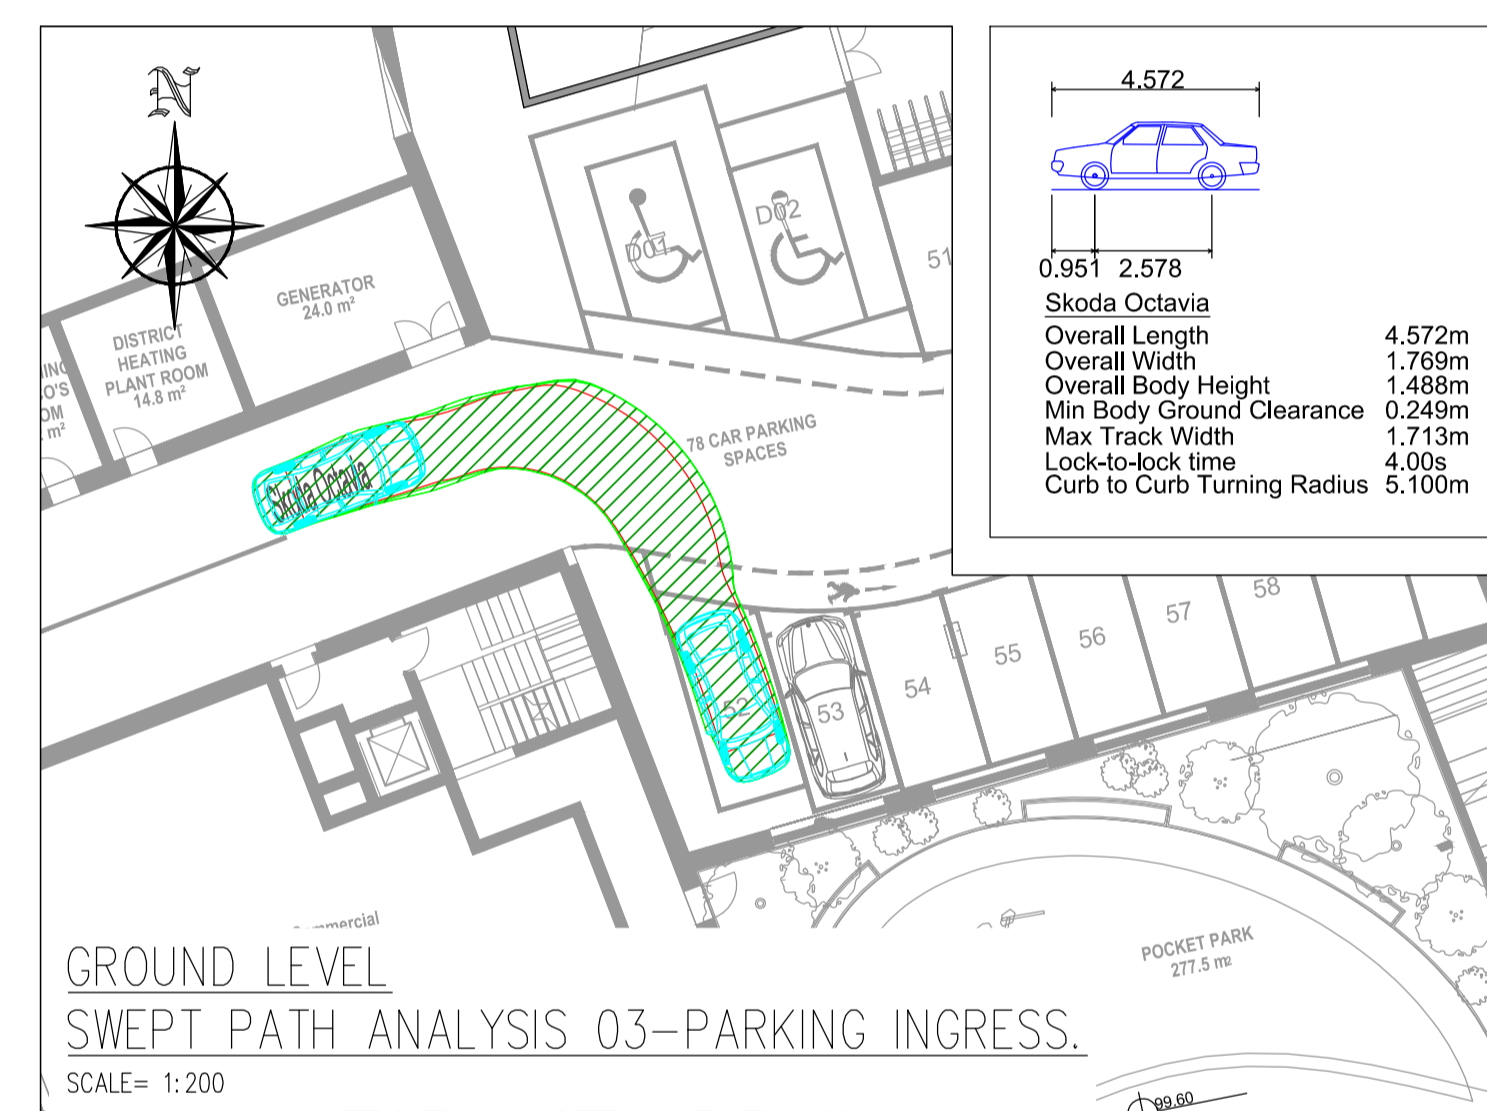 N
GENERATOR
24.0 m²
DISTRICT
HEATING
PLANT ROOM
14.8 m²
m²
D01
D02
51
78 CAR PARKING
SPACES
Skoda Octavia
52
53
54
55
56
57
58
POCKET PARK
277.5 m²
99.60
4.572
0.951 2.578
Skoda Octavia
Overall Length 4.572m
Overall Width 1.769m
Overall Body Height 1.488m
Min Body Ground Clearance 0.249m
Max Track Width 1.713m
Lock-to-lock time 4.00s
Curb to Curb Turning Radius 5.100m
GROUND LEVEL
SWEPT PATH ANALYSIS 03-PARKING INGRESS.
SCALE= 1:200